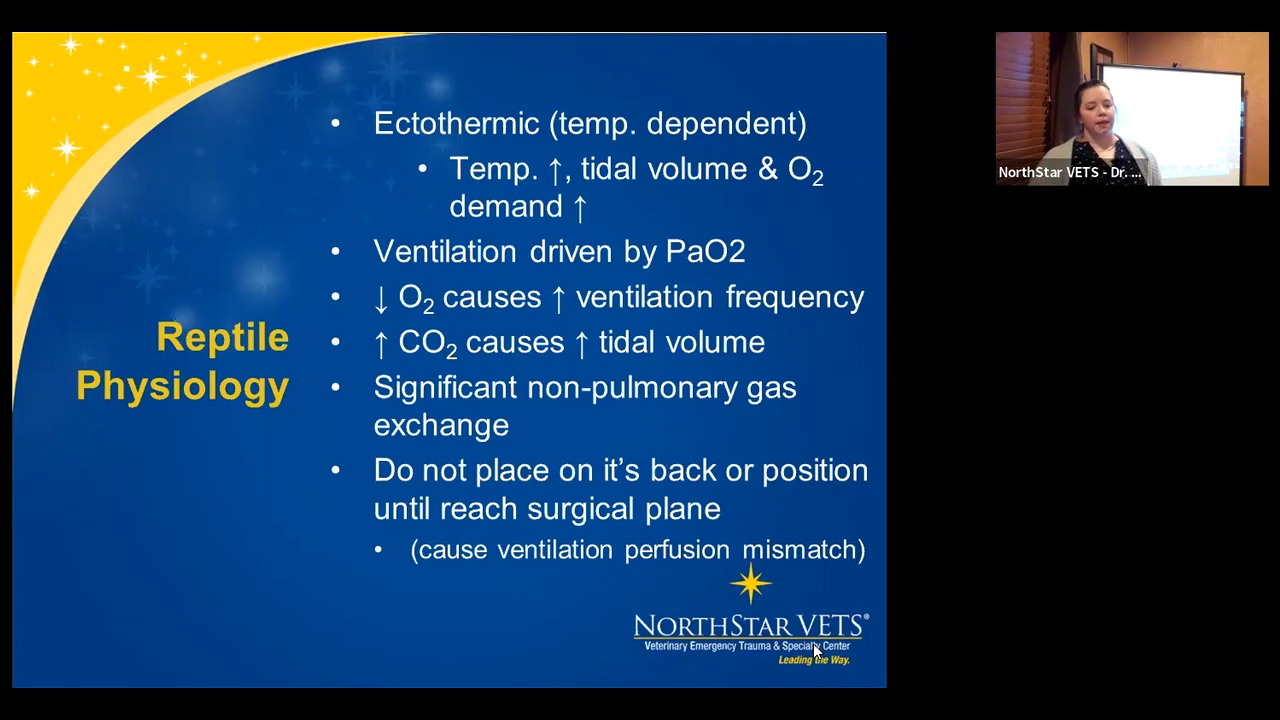 Reptile
Physiology
• Ectothermic (temp. dependent)
• Temp. ↑, tidal volume & O₂
demand ↑
• Ventilation driven by PaO2
• ↓ O₂ causes ↑ ventilation frequency
• ↑ CO₂ causes ↑ tidal volume
• Significant non-pulmonary gas
exchange
• Do not place on it’s back or position
until reach surgical plane
• (cause ventilation perfusion mismatch)
NORTHSTAR VETS®
Veterinary Emergency Trauma & Specialty Center
Leading the Way.
NorthStar VETS - Dr. ...